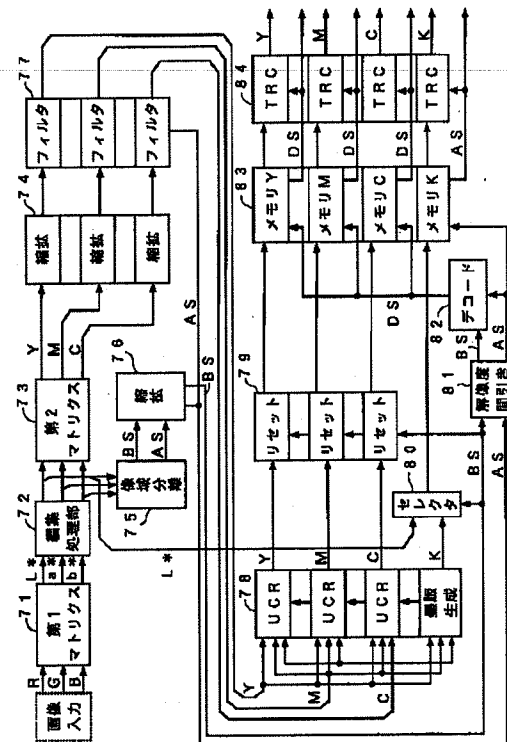 画像
入力
R
G
B
71
第1
マトリクス
L*
a*
b*
72
編集
処理部
73
第2
マトリクス
Y
M
C
74
縮拡
縮拡
縮拡
77
フィルタ
フィルタ
フィルタ
75
像域分離
BS
AS
76
縮拡
AS
BS
L*
Y
M
C
78
UCR
UCR
UCR
墨版
生成
Y
M
C
K
79
リセット
リセット
リセット
80
セレクタ
BS
AS
81
解像度
間引き
BS
AS
82
デコード
DS
83
メモリY
メモリM
メモリC
メモリK
DS
DS
DS
AS
84
TRC
TRC
TRC
TRC
Y
M
C
K